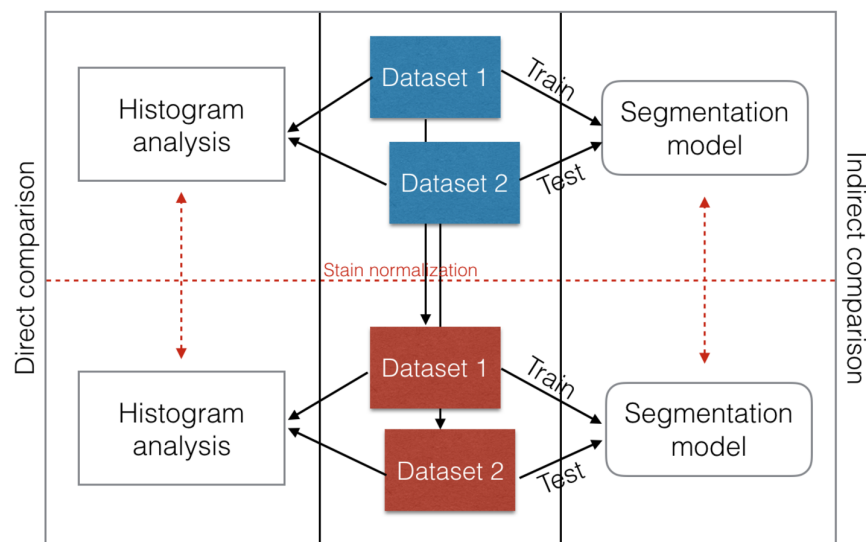 Direct comparison
Histogram
analysis
Dataset 1
Train
Segmentation
model
Dataset 2
Test
Indirect comparison
Stain normalization
Histogram
analysis
Dataset 1
Train
Segmentation
model
Dataset 2
Test